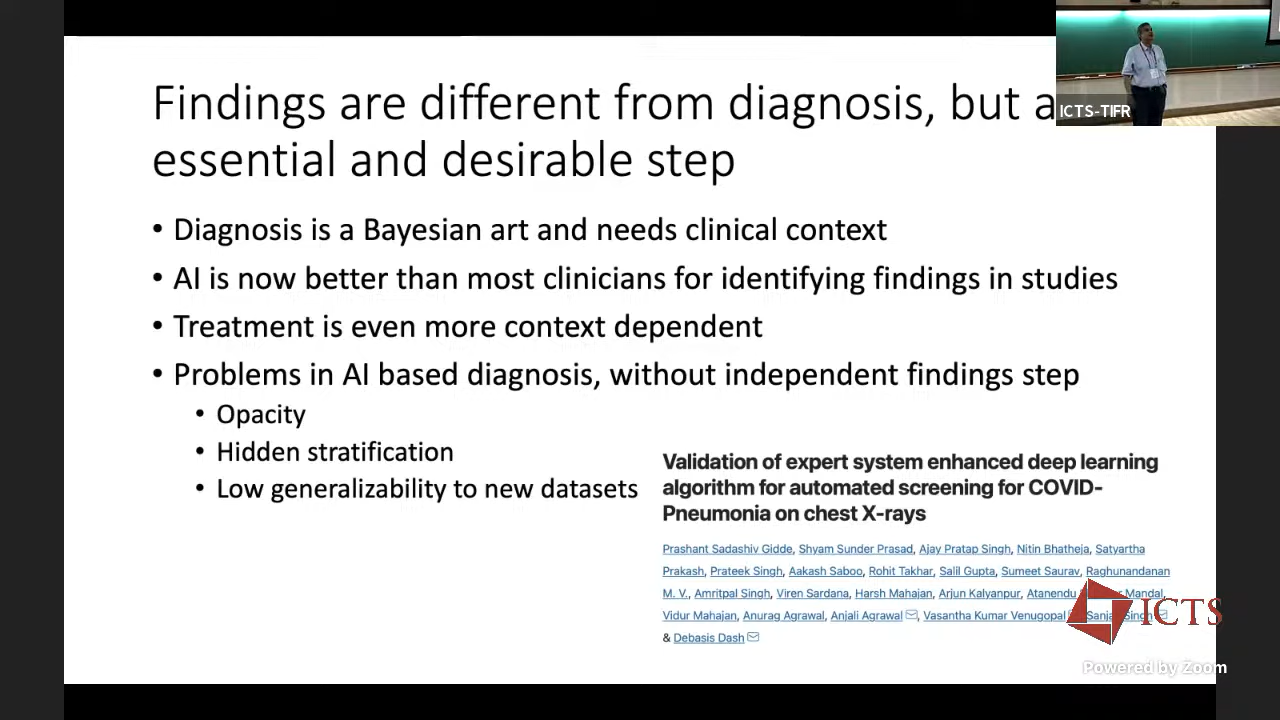 Findings are different from diagnosis, but a
essential and desirable step
• Diagnosis is a Bayesian art and needs clinical context
• AI is now better than most clinicians for identifying findings in studies
• Treatment is even more context dependent
• Problems in AI based diagnosis, without independent findings step
• Opacity
• Hidden stratification
• Low generalizability to new datasets
Validation of expert system enhanced deep learning
algorithm for automated screening for COVID-
Pneumonia on chest X-rays
Prashant Sadashiv Gidde, Shyam Sunder Prasad, Ajay Pratap Singh, Nitin Bhatheja, Satyartha
Prakash, Prateek Singh, Aakash Saboo, Rohit Takhar, Salil Gupta, Sumeet Saurav, Raghunandanan
M. V., Amritpal Singh, Viren Sardana, Harsh Mahajan, Arjun Kalyanpur, Atanendu Mandal,
Vidur Mahajan, Anurag Agrawal, Anjali Agrawal, Vasantha Kumar Venugopal, Sanjay Singh
& Debasis Dash
ICTS-TIFR
ICTS
Powered by Zoom